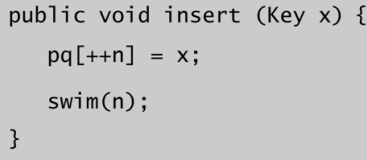 public void insert (Key x) {
pq[++n] = x;
swim(n);
}